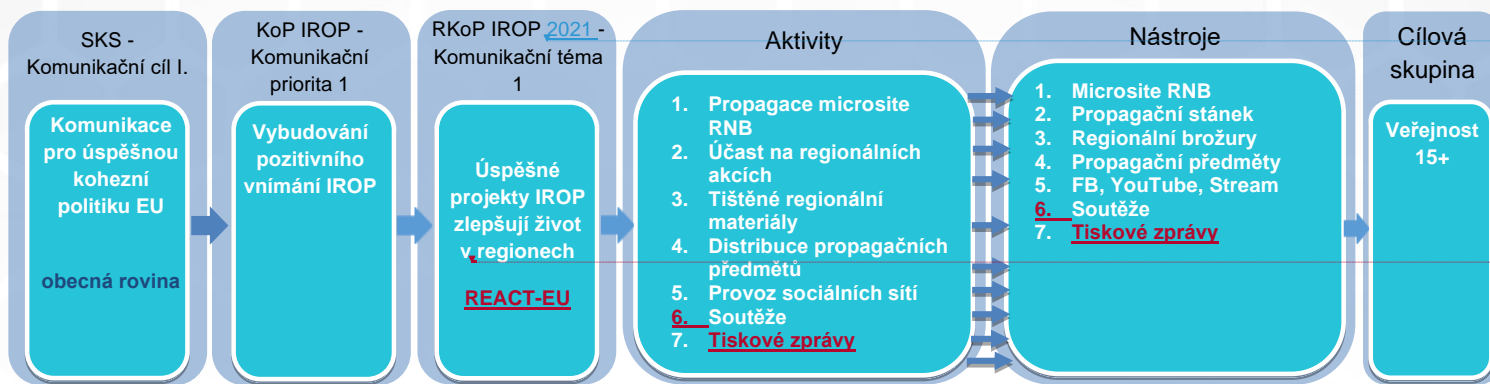 SKS -
Komunikační cíl I.
Komunikace
pro úspěšnou
kohezní
politiku EU
obecná rovina
KoP IROP -
Komunikační
priorita 1
Vybudování
pozitivního
vnímání IROP
RKoP IROP 2021 -
Komunikační téma
1
Úspěšné
projekty IROP
zlepšují život
v regionech
REACT-EU
Aktivity
1. Propagace microsite
RNB
2. Účast na regionálních
akcích
3. Tištěné regionální
materiály
4. Distribuce propagačních
předmětů
5. Provoz sociálních sítí
6. Soutěže
7. Tiskové zprávy
Nástroje
1. Microsite RNB
2. Propagační stánek
3. Regionální brožury
4. Propagační předměty
5. FB, YouTube, Stream
6. Soutěže
7. Tiskové zprávy
Cílová
skupina
Veřejnost
15+